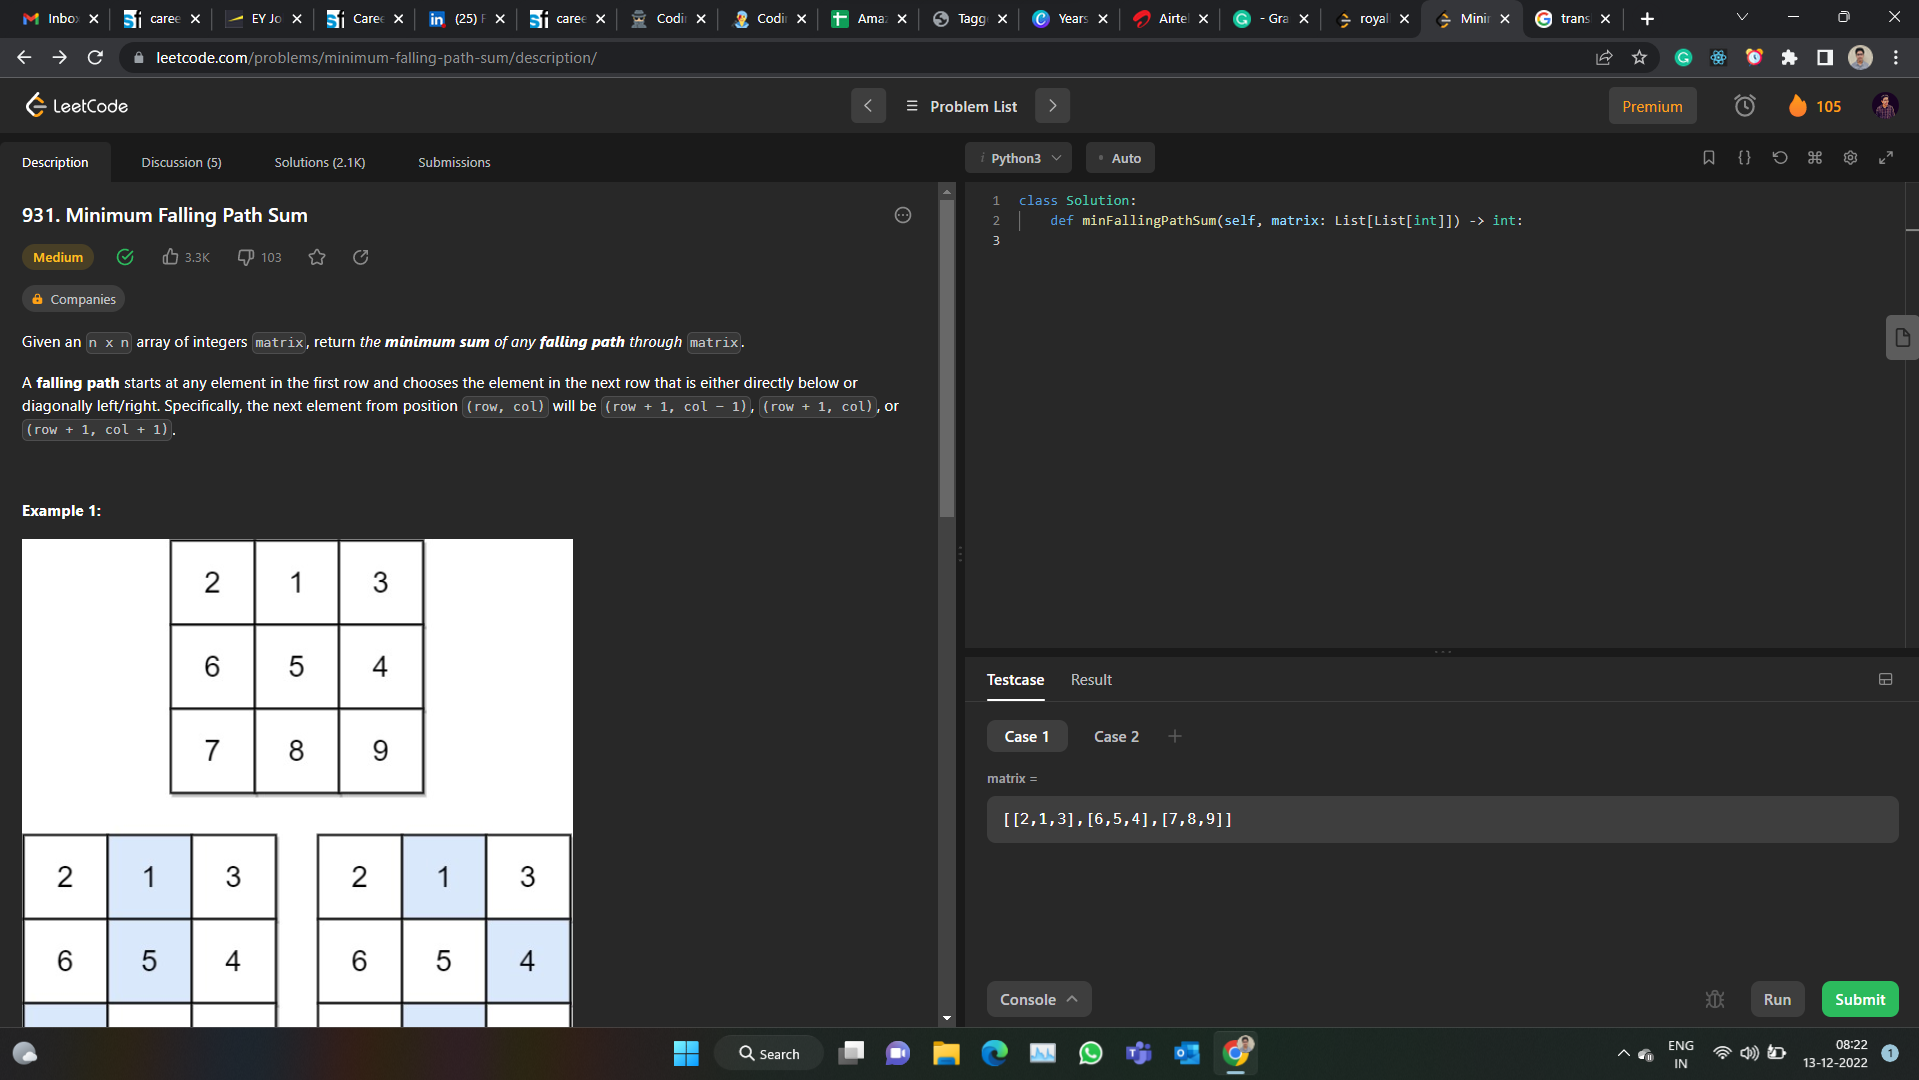 Inbo
caree
EY Jo
Care
(25) F
caree
Codi
Codi
Ama
Tagg
Years
Airtel
- Gra
royal
Mini
trans
leetcode.com/problems/minimum-falling-path-sum/description/
LeetCode
Problem List
Premium
105
Description
Discussion (5)
Solutions (2.1K)
Submissions
931. Minimum Falling Path Sum
Medium
3.3K
103
Companies
Given an n x n array of integers matrix, return the minimum sum of any falling path through matrix.
A falling path starts at any element in the first row and chooses the element in the next row that is either directly below or
diagonally left/right. Specifically, the next element from position (row, col) will be (row + 1, col - 1), (row + 1, col), or
(row + 1, col + 1).
Example 1:
2 1 3
6 5 4
7 8 9
2 1 3 2 1 3
6 5 4 6 5 4
i Python3
Auto
1 class Solution:
2 def minFallingPathSum(self, matrix: List[List[int]]) -> int:
3
Testcase
Result
Case 1
Case 2
matrix =
[[2,1,3],[6,5,4],[7,8,9]]
Console
Run
Submit
Search
ENG
IN
08:22
13-12-2022
1